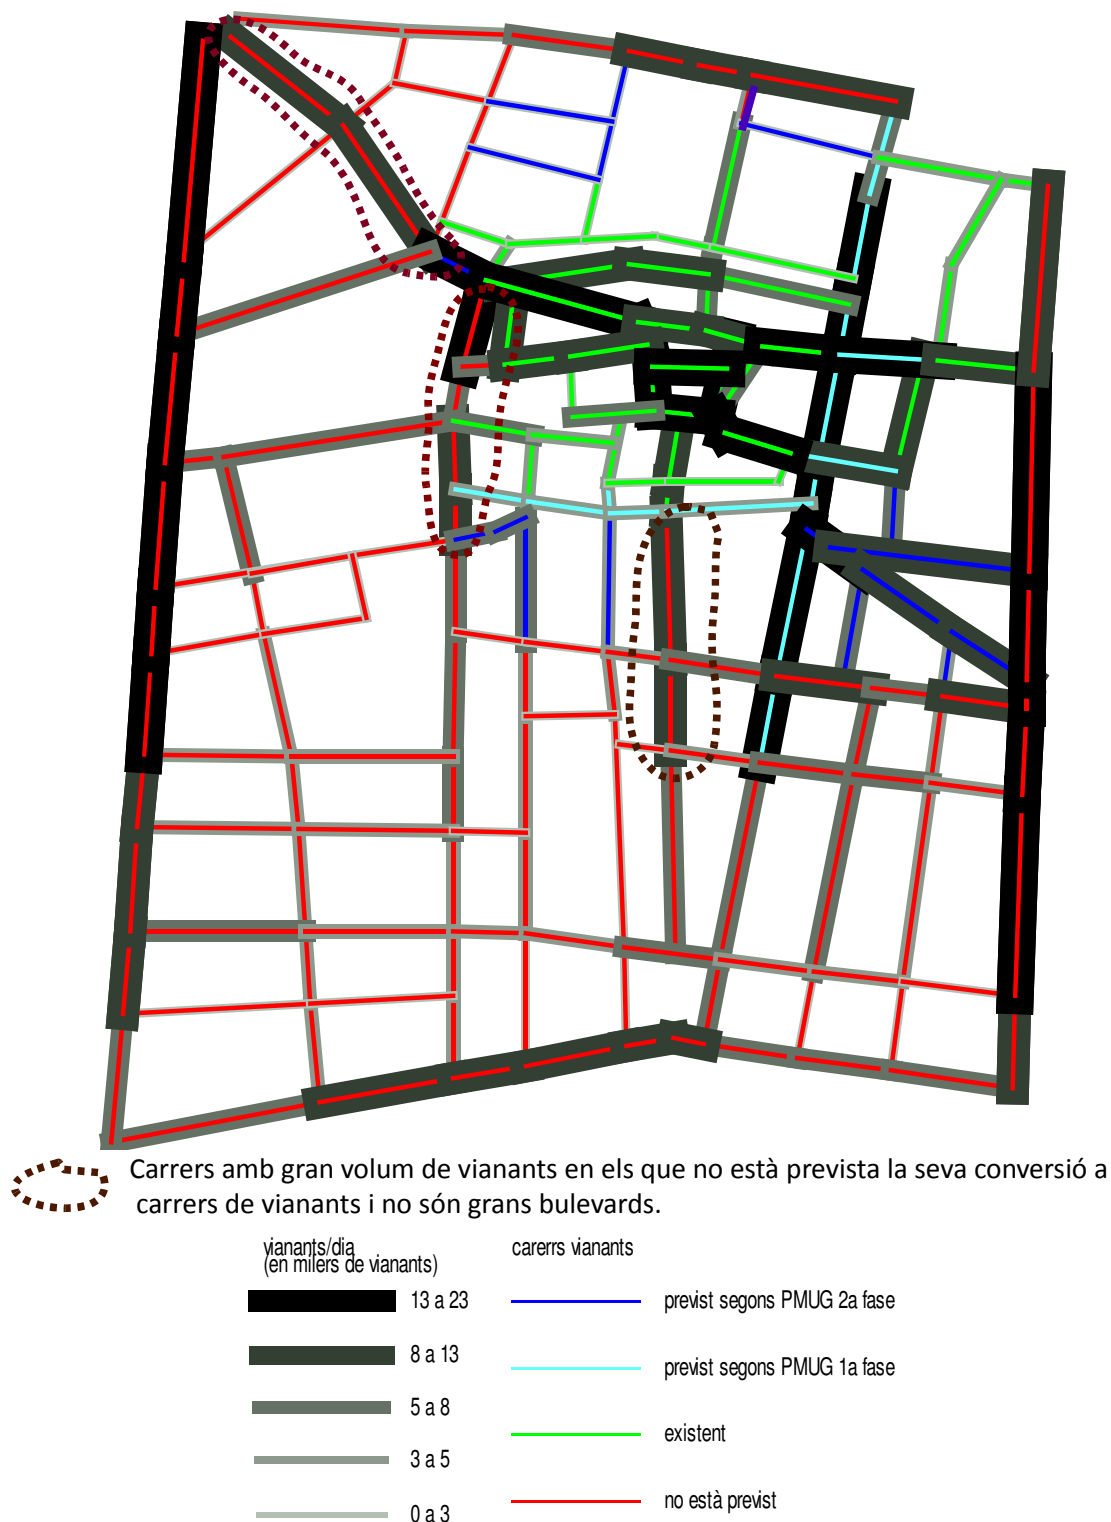 Carrers amb gran volum de vianants en els que no està prevista la seva conversió a
carrers de vianants i no són grans bulevards.
vianants/dia
(en milers de vianants)
carerrs vianants
13 a 23
previst segons PMUG 2a fase
8 a 13
previst segons PMUG 1a fase
5 a 8
existent
3 a 5
no està previst
0 a 3